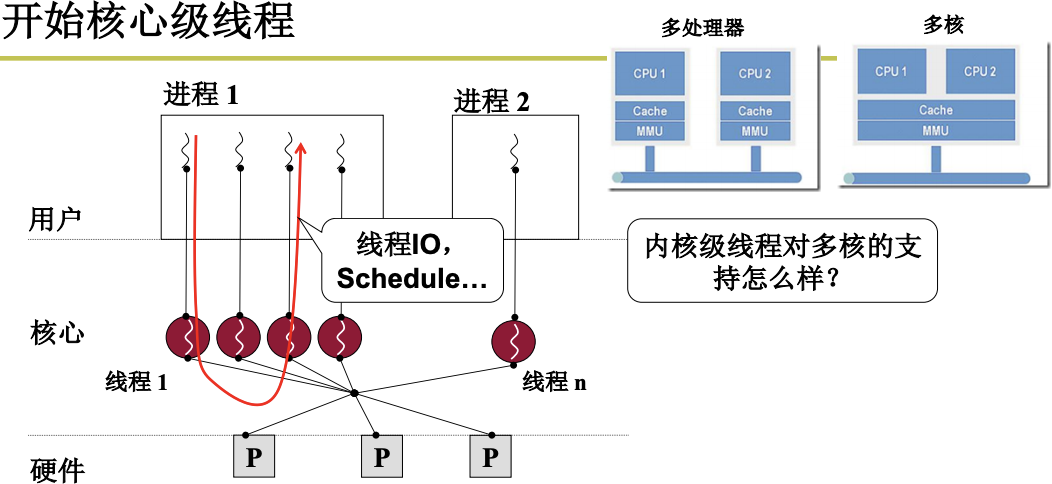 开始核心级线程
多处理器
多核
CPU 1
CPU 2
Cache
Cache
MMU
MMU
CPU 1
CPU 2
Cache
MMU
进程 1
进程 2
用户
线程IO，
Schedule…
内核级线程对多核的支
持怎么样？
核心
线程 1
线程 n
硬件
P
P
P